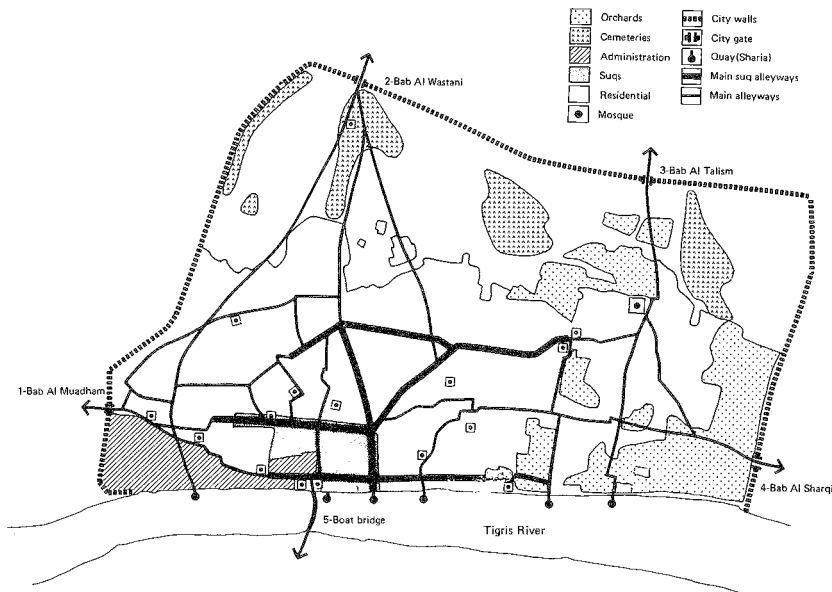 Orchards
Cemeteries
Administration
Suqs
Residential
Mosque
City walls
City gate
Quay(Sharia)
Main suq alleyways
Main alleyways
2-Bab Al Wastani
3-Bab Al Talism
1-Bab Al Muadham
4-Bab Al Sharqi
5-Boat bridge
Tigris River